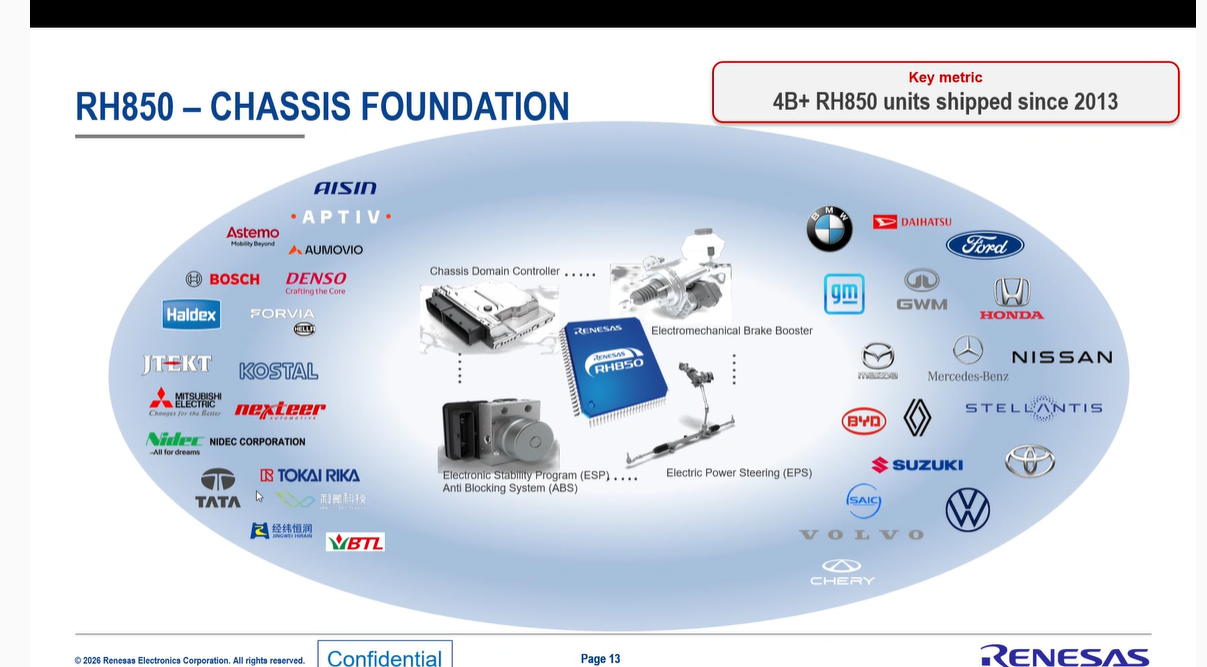 Key metric
4B+ RH850 units shipped since 2013
RH850 – CHASSIS FOUNDATION
AISIN
• APTIV •
Astemo
Mobility Beyond
AUMOVIO
BOSCH
DENSO
Crafting the Core
Haldex
FORVIA
HELLA
JTEKT
KOSTAL
MITSUBISHI
ELECTRIC
Changes for the Better
nexteer
AUTOMOTIVE
Nidec
All for dreams
NIDEC CORPORATION
TOKAI RIKA
TATA
经纬恒润
JINGWEI HIRAIN
BTL
Chassis Domain Controller .....
Electromechanical Brake Booster
RENESAS
RENESAS
RH850
Electronic Stability Program (ESP) ....
Anti Blocking System (ABS)
Electric Power Steering (EPS)
BMW
DAIHATSU
Ford
gm
GWM
HONDA
mazda
Mercedes-Benz
NISSAN
BYD
STELLANTIS
SUZUKI
SAIC
VOLVO
CHERY
© 2026 Renesas Electronics Corporation. All rights reserved.
Confidential
Page 13
RENESAS